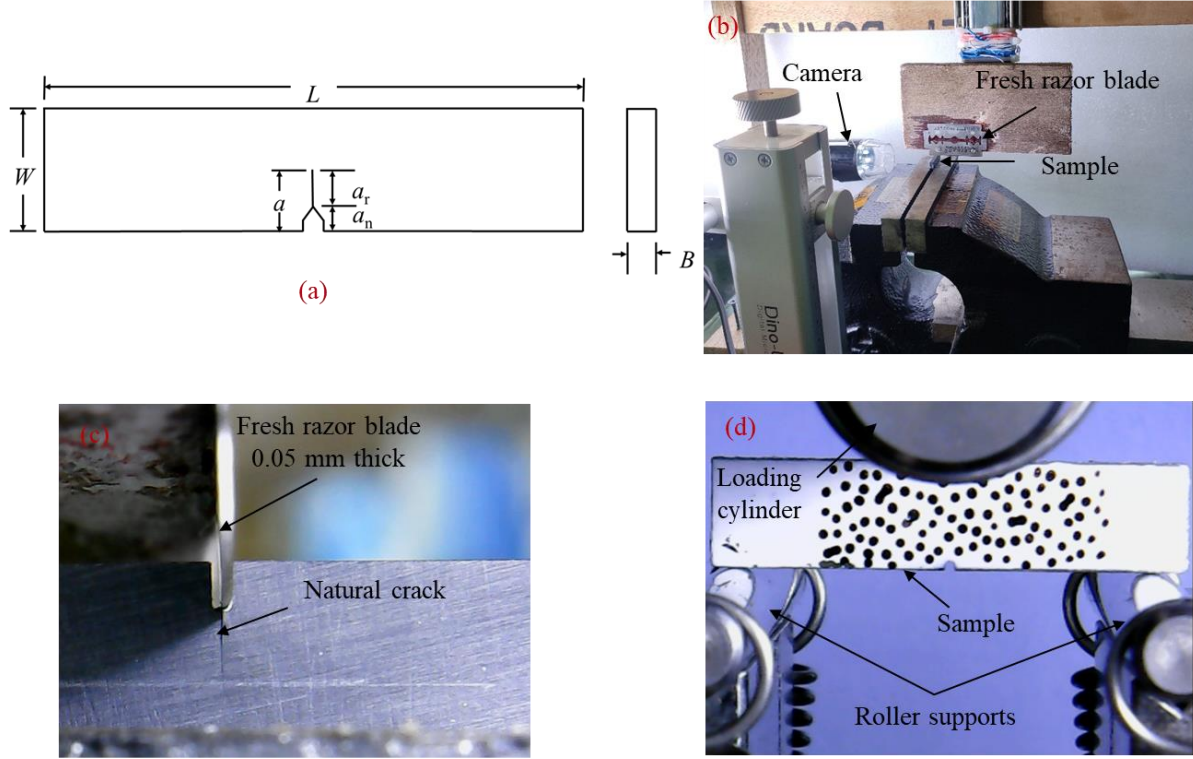 L
W
a
a_r
a_n
B
(a)
(b)
Camera
Fresh razor blade
Sample
Dino-
(c)
Fresh razor blade
0.05 mm thick
Natural crack
(d)
Loading
cylinder
Sample
Roller supports